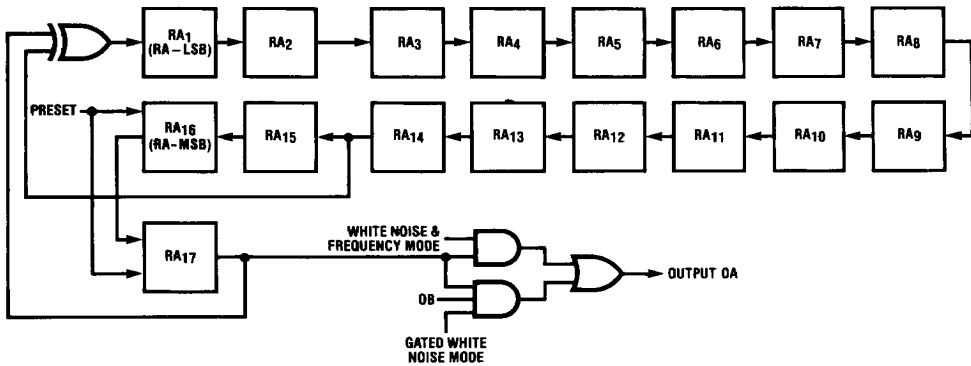 RA1
(RA-LSB)
RA2
RA3
RA4
RA5
RA6
RA7
RA8
PRESET
RA16
(RA-MSB)
RA15
RA14
RA13
RA12
RA11
RA10
RA9
RA17
WHITE NOISE &
FREQUENCY MODE
OUTPUT OA
OB
GATED WHITE
NOISE MODE